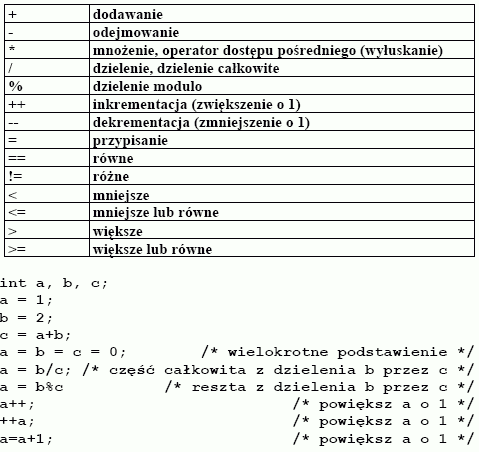 + dodawanie
- odejmowanie
* mnożenie, operator dostępu pośredniego (wyłuskanie)
/ dzielenie, dzielenie całkowite
% dzielenie modulo
++ inkrementacja (zwiększenie o 1)
-- dekrementacja (zmniejszenie o 1)
= przypisanie
== równe
!= różne
< mniejsze
<= mniejsze lub równe
> większe
>= większe lub równe
int a, b, c;
a = 1;
b = 2;
c = a+b;
a = b = c = 0; /* wielokrotne podstawienie */
a = b/c; /* część całkowita z dzielenia b przez c */
a = b%c /* reszta z dzielenia b przez c */
a++; /* powiększ a o 1 */
++a; /* powiększ a o 1 */
a=a+1; /* powiększ a o 1 */